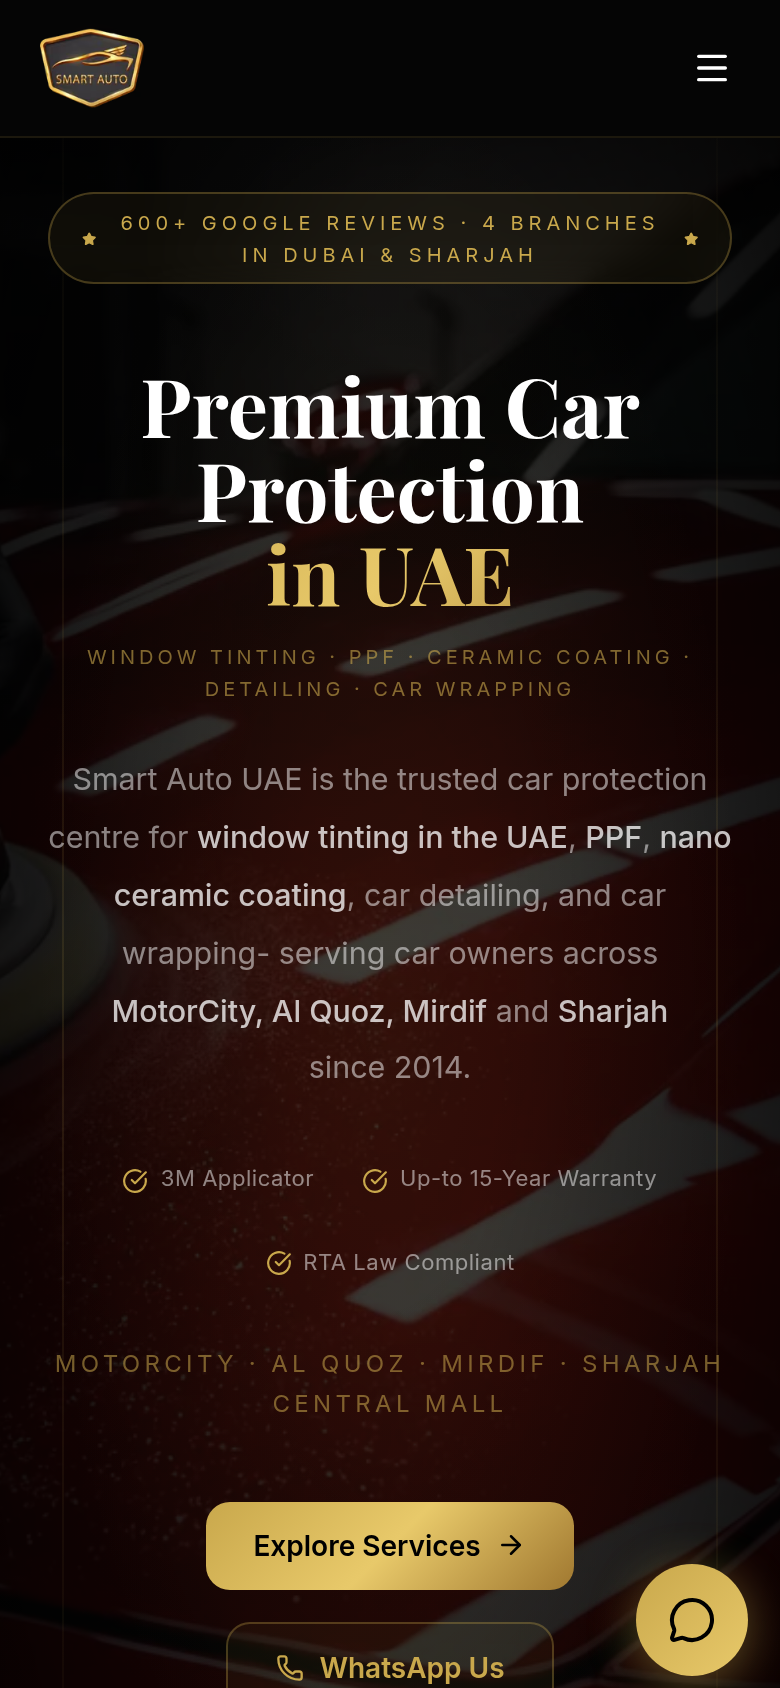 SMART AUTO
600+ GOOGLE REVIEWS · 4 BRANCHES
IN DUBAI & SHARJAH
Premium Car
Protection
in UAE
WINDOW TINTING · PPF · CERAMIC COATING ·
DETAILING · CAR WRAPPING
Smart Auto UAE is the trusted car protection
centre for window tinting in the UAE, PPF, nano
ceramic coating, car detailing, and car
wrapping- serving car owners across
MotorCity, Al Quoz, Mirdif and Sharjah
since 2014.
3M Applicator
Up-to 15-Year Warranty
RTA Law Compliant
MOTORCITY · AL QUOZ · MIRDIF · SHARJAH
CENTRAL MALL
Explore Services
WhatsApp Us